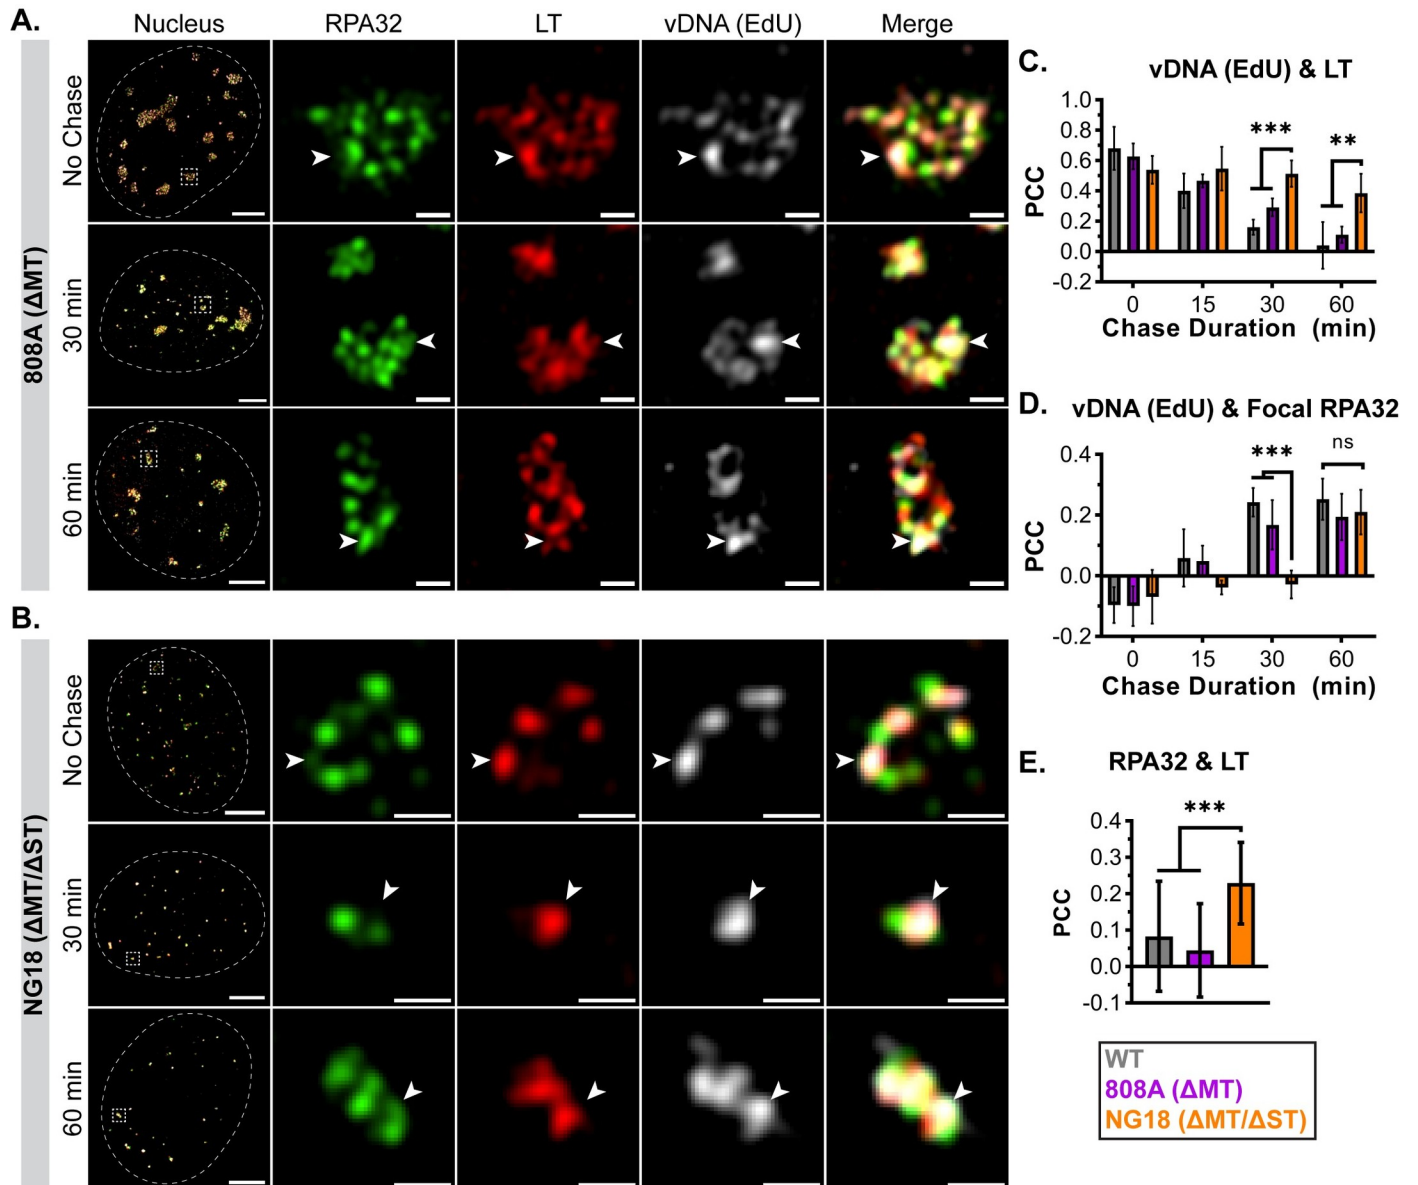 A.
Nucleus RPA32 LT vDNA (EdU) Merge
808A (ΔMT)
No Chase
30 min
60 min
B.
NG18 (ΔMT/ΔST)
No Chase
30 min
60 min
C.
vDNA (EdU) & LT
PCC
1.0
0.8
0.6
0.4
0.2
0.0
-0.2
***
**
0 15 30 60
Chase Duration (min)
D.
vDNA (EdU) & Focal RPA32
PCC
0.4
0.2
0.0
-0.2
***
ns
0 15 30 60
Chase Duration (min)
E.
RPA32 & LT
PCC
0.4
0.3
0.2
0.1
0.0
-0.1
***
WT
808A (ΔMT)
NG18 (ΔMT/ΔST)